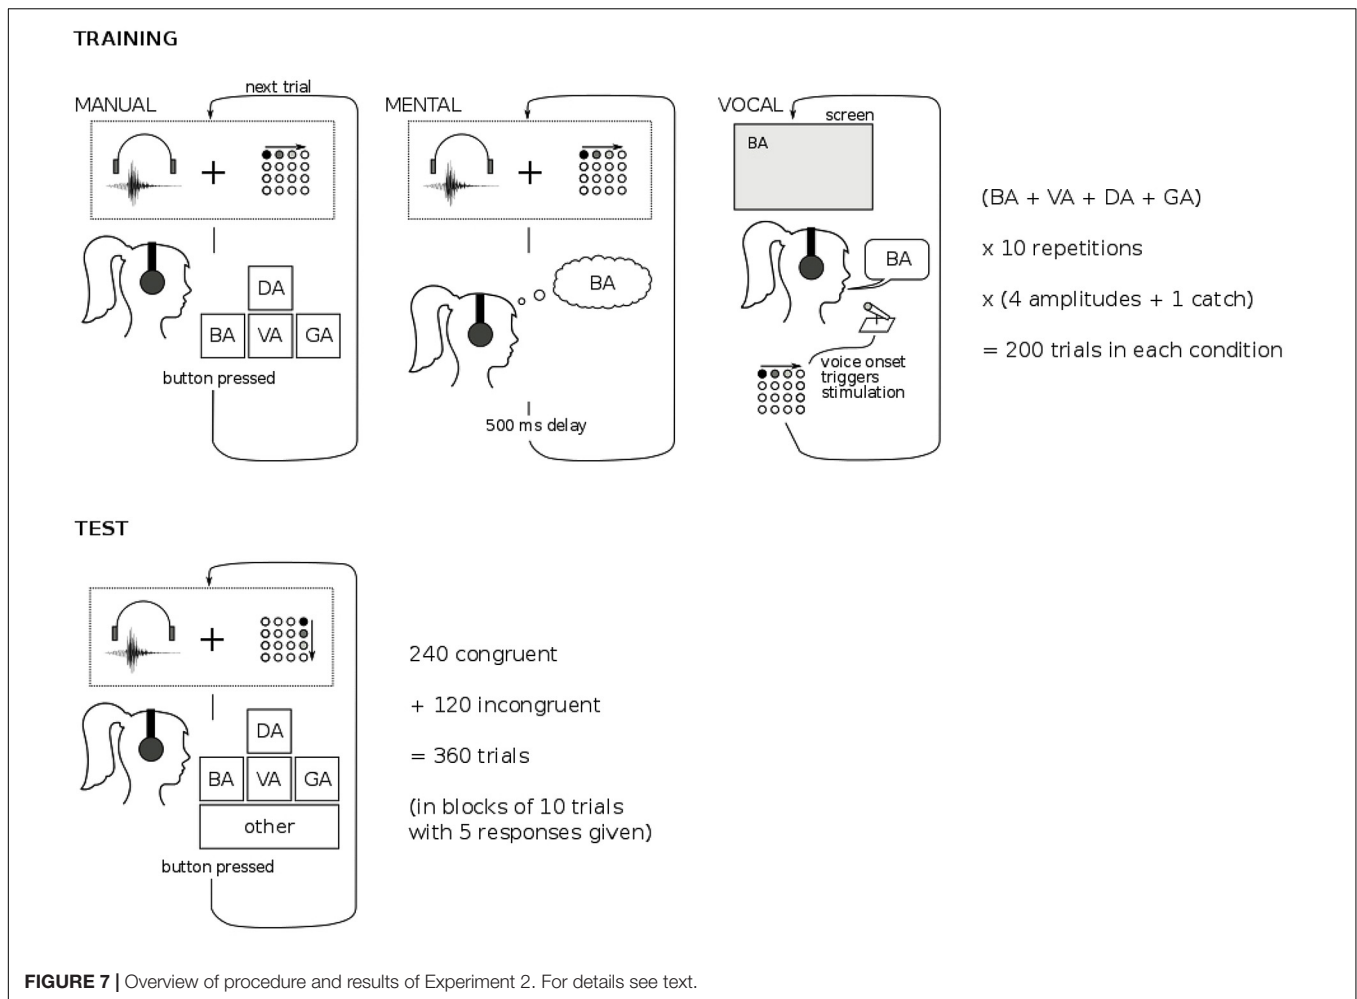 TRAINING
next trial
MANUAL
DA
BA VA GA
button pressed
MENTAL
BA
500 ms delay
VOCAL
screen
BA
BA
voice onset
triggers
stimulation
(BA + VA + DA + GA)
x 10 repetitions
x (4 amplitudes + 1 catch)
= 200 trials in each condition
TEST
DA
BA VA GA
other
button pressed
240 congruent
+ 120 incongruent
= 360 trials
(in blocks of 10 trials
with 5 responses given)
FIGURE 7 | Overview of procedure and results of Experiment 2. For details see text.